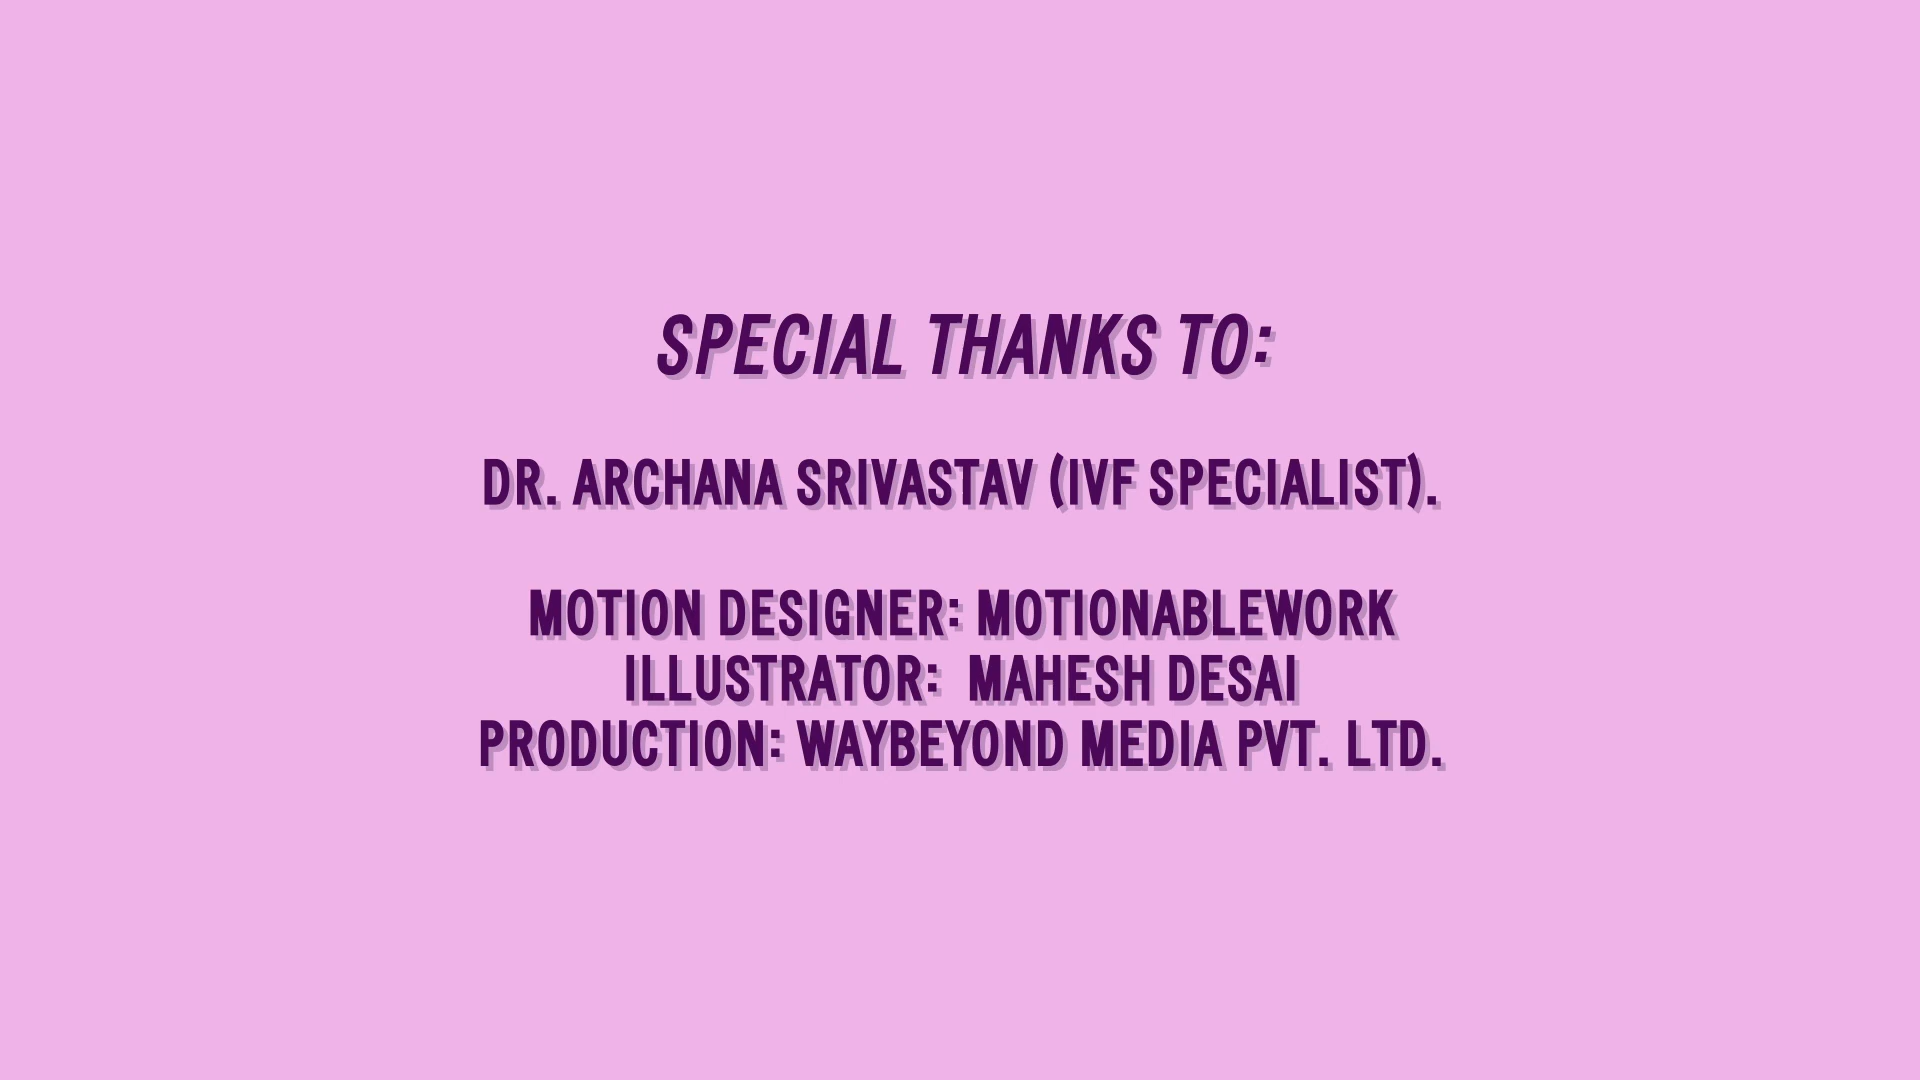 SPECIAL THANKS TO:
DR. ARCHANA SRIVASTAV (IVF SPECIALIST).
MOTION DESIGNER: MOTIONABLEWORK
ILLUSTRATOR: MAHESH DESAI
PRODUCTION: WAYBEYOND MEDIA PVT. LTD.